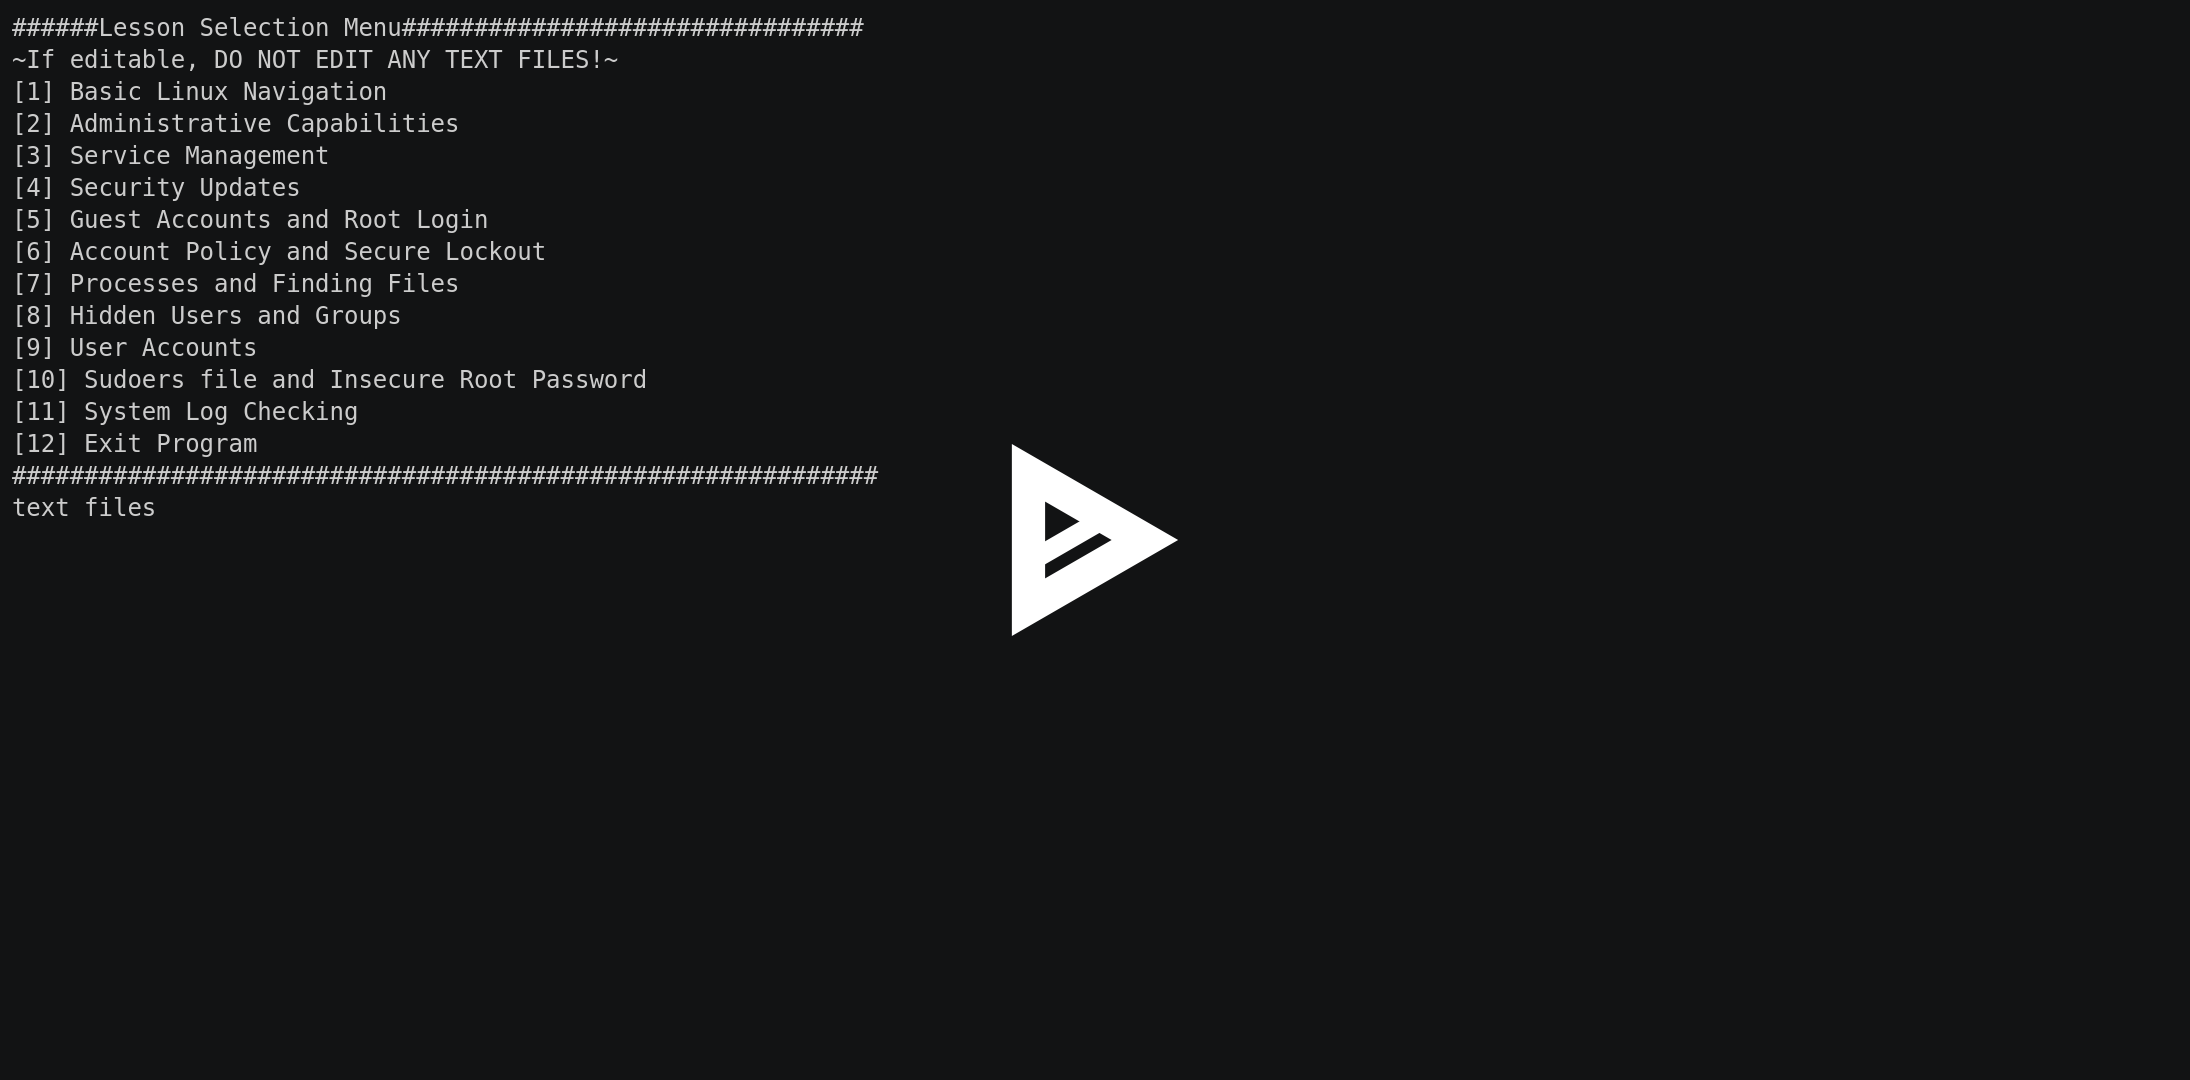 ######Lesson Selection Menu################################
~If editable, DO NOT EDIT ANY TEXT FILES!~
[1] Basic Linux Navigation
[2] Administrative Capabilities
[3] Service Management
[4] Security Updates
[5] Guest Accounts and Root Login
[6] Account Policy and Secure Lockout
[7] Processes and Finding Files
[8] Hidden Users and Groups
[9] User Accounts
[10] Sudoers file and Insecure Root Password
[11] System Log Checking
[12] Exit Program
############################################################
text files